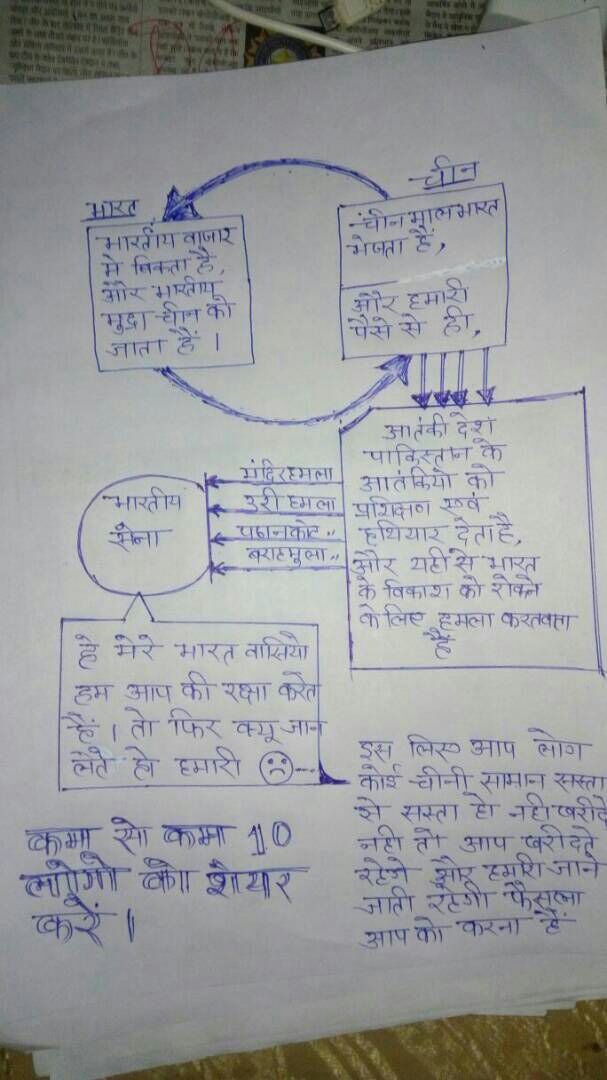 भारत
भारतीय बाजार
मे बिकता है,
और भारतीय
मुद्रा चीन को
जाता है ।
चीन
चीन माल भारत
भेजता हैं,
और हमारी
पैसे से ही,
आतंकी देश
पाकिस्तान के
आतंकियो को
प्रशिक्षण एवं
हथियार देता है,
और यही से भारत
के विकाश को रोकने
के लिए हमला करवाता
हैं
मंदिर हमला
उरी हमला
पठानकोट "
बराहमूला "
भारतीय
सेना
हे मेरे भारत वासियो
हम आप की रक्षा करते
हैं । तो फिर क्यू जान
लेते हो हमारी
इस लिए आप लोग
कोई चीनी सामान सस्ता
से सस्ता हो नही खरीदे
नही तो आप खरीदते
रहेगे और हमारी जाने
जाती रहेगी फैसला
आप को करना हैं
कमा से कमा 10
लोगो को शेयर
करें ।